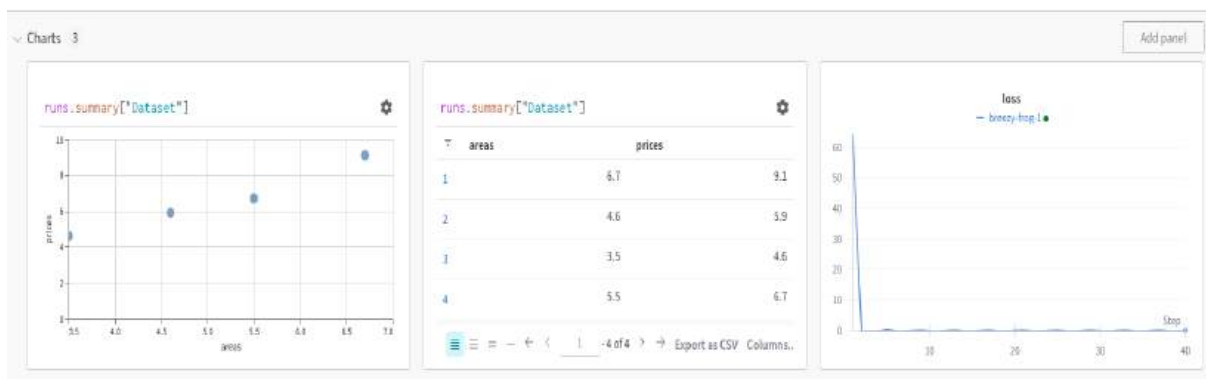 Charts 3
Add panel
runs.summary["Dataset"]
10
8
6
4
2
0
prices
3.5 4.0 4.5 5.0 5.5 6.0 6.5 7.0
areas
runs.summary["Dataset"]
areas prices
1 6.7 9.1
2 4.6 5.9
3 3.5 4.6
4 5.5 6.7
1 -4 of 4 Export as CSV Columns..
loss
breezy-frog-1
60
50
40
30
20
10
0
Step
10 20 30 40